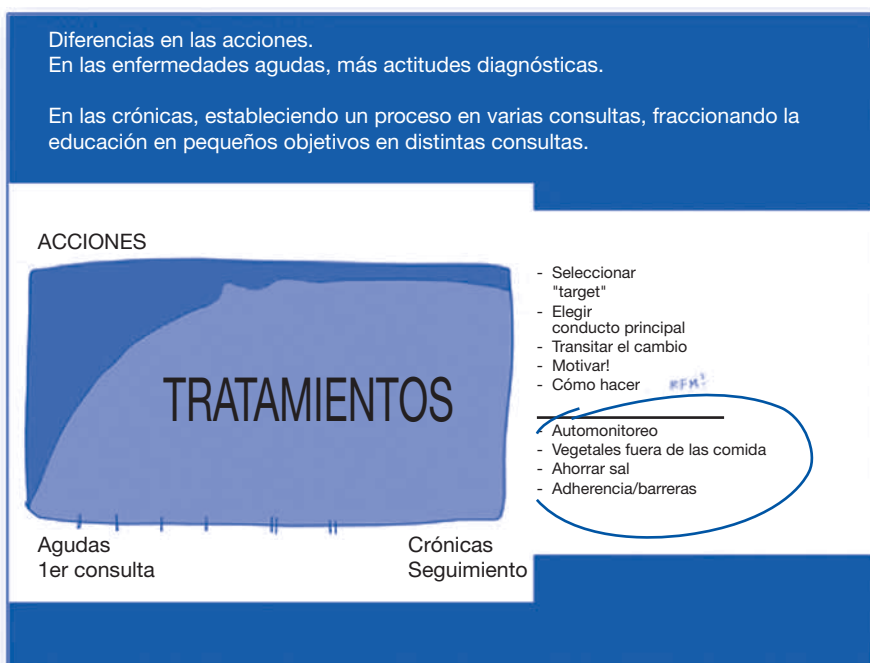 Diferencias en las acciones.
En las enfermedades agudas, más actitudes diagnósticas.
En las crónicas, estableciendo un proceso en varias consultas, fraccionando la
educación en pequeños objetivos en distintas consultas.
ACCIONES
TRATAMIENTOS
Agudas
1er consulta
Crónicas
Seguimiento
- Seleccionar
"target"
- Elegir
conducto principal
- Transitar el cambio
- Motivar!
- Cómo hacer
- Automonitoreo
- Vegetales fuera de las comida
- Ahorrar sal
- Adherencia/barreras